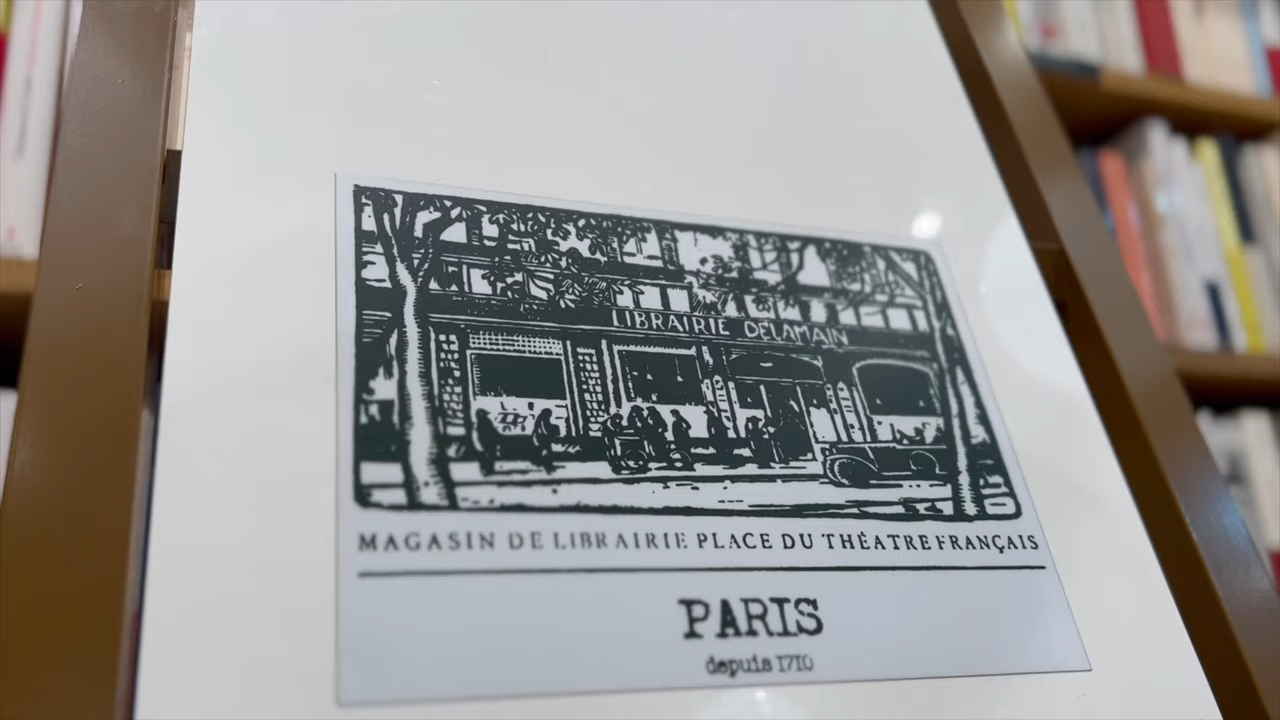 LIBRAIRIE DELAMAIN
MAGASIN DE LIBRAIRIE PLACE DU THÉATRE FRANÇAIS
PARIS
depuis 1710